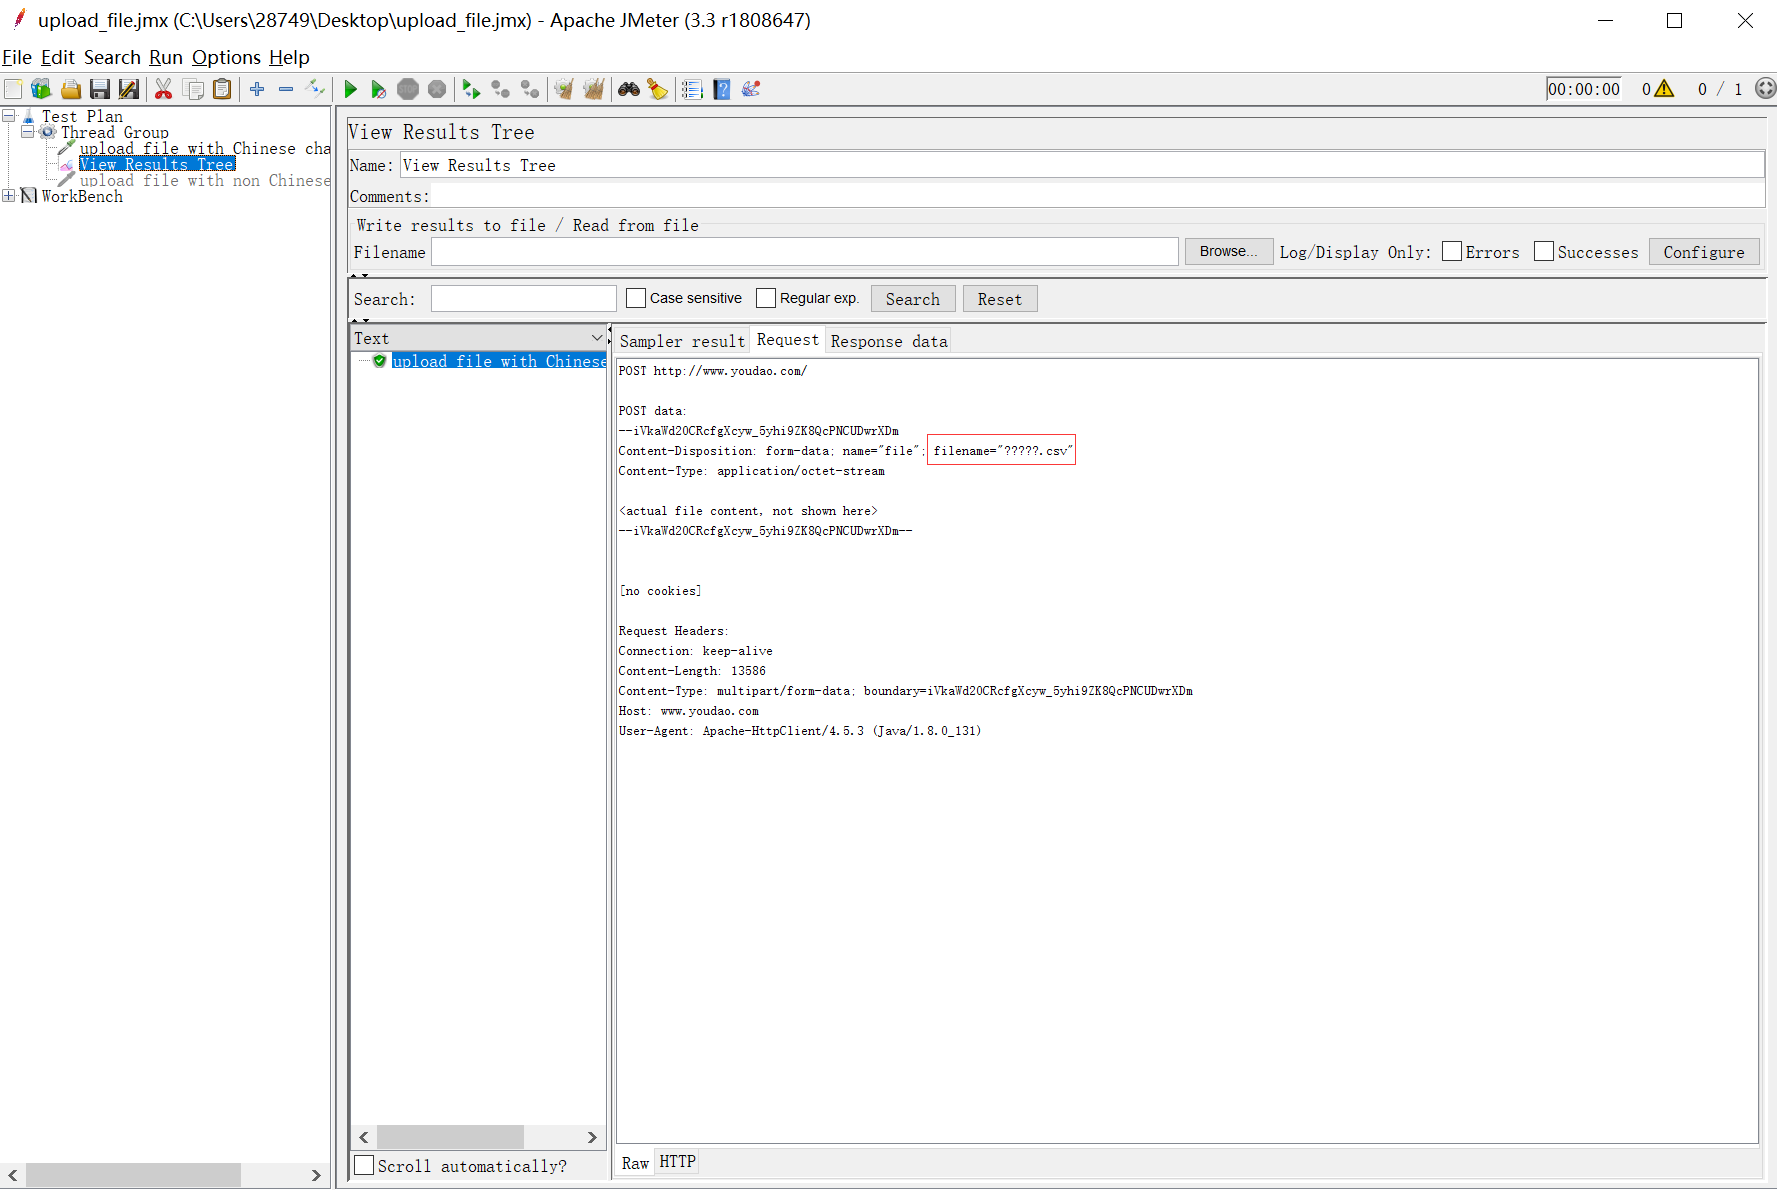 upload_file.jmx (C:\Users\28749\Desktop\upload_file.jmx) - Apache JMeter (3.3 r1808647)
File Edit Search Run Options Help
STOP
00:00:00 0 0 / 1
Test Plan
Thread Group
upload file with Chinese cha
View Results Tree
upload file with non Chinese
WorkBench
View Results Tree
Name: View Results Tree
Comments:
Write results to file / Read from file
Filename Browse... Log/Display Only: Errors Successes Configure
Search: Case sensitive Regular exp. Search Reset
Text
upload file with Chinese
Scroll automatically?
Sampler result Request Response data
POST http://www.youdao.com/
POST data:
--iVkaWd20CRcfgXcyw_5yhi9ZK8QcPNCUDwrXDm
Content-Disposition: form-data; name="file"; filename="?????.csv"
Content-Type: application/octet-stream
<actual file content, not shown here>
--iVkaWd20CRcfgXcyw_5yhi9ZK8QcPNCUDwrXDm--
[no cookies]
Request Headers:
Connection: keep-alive
Content-Length: 13586
Content-Type: multipart/form-data; boundary=iVkaWd20CRcfgXcyw_5yhi9ZK8QcPNCUDwrXDm
Host: www.youdao.com
User-Agent: Apache-HttpClient/4.5.3 (Java/1.8.0_131)
Raw HTTP